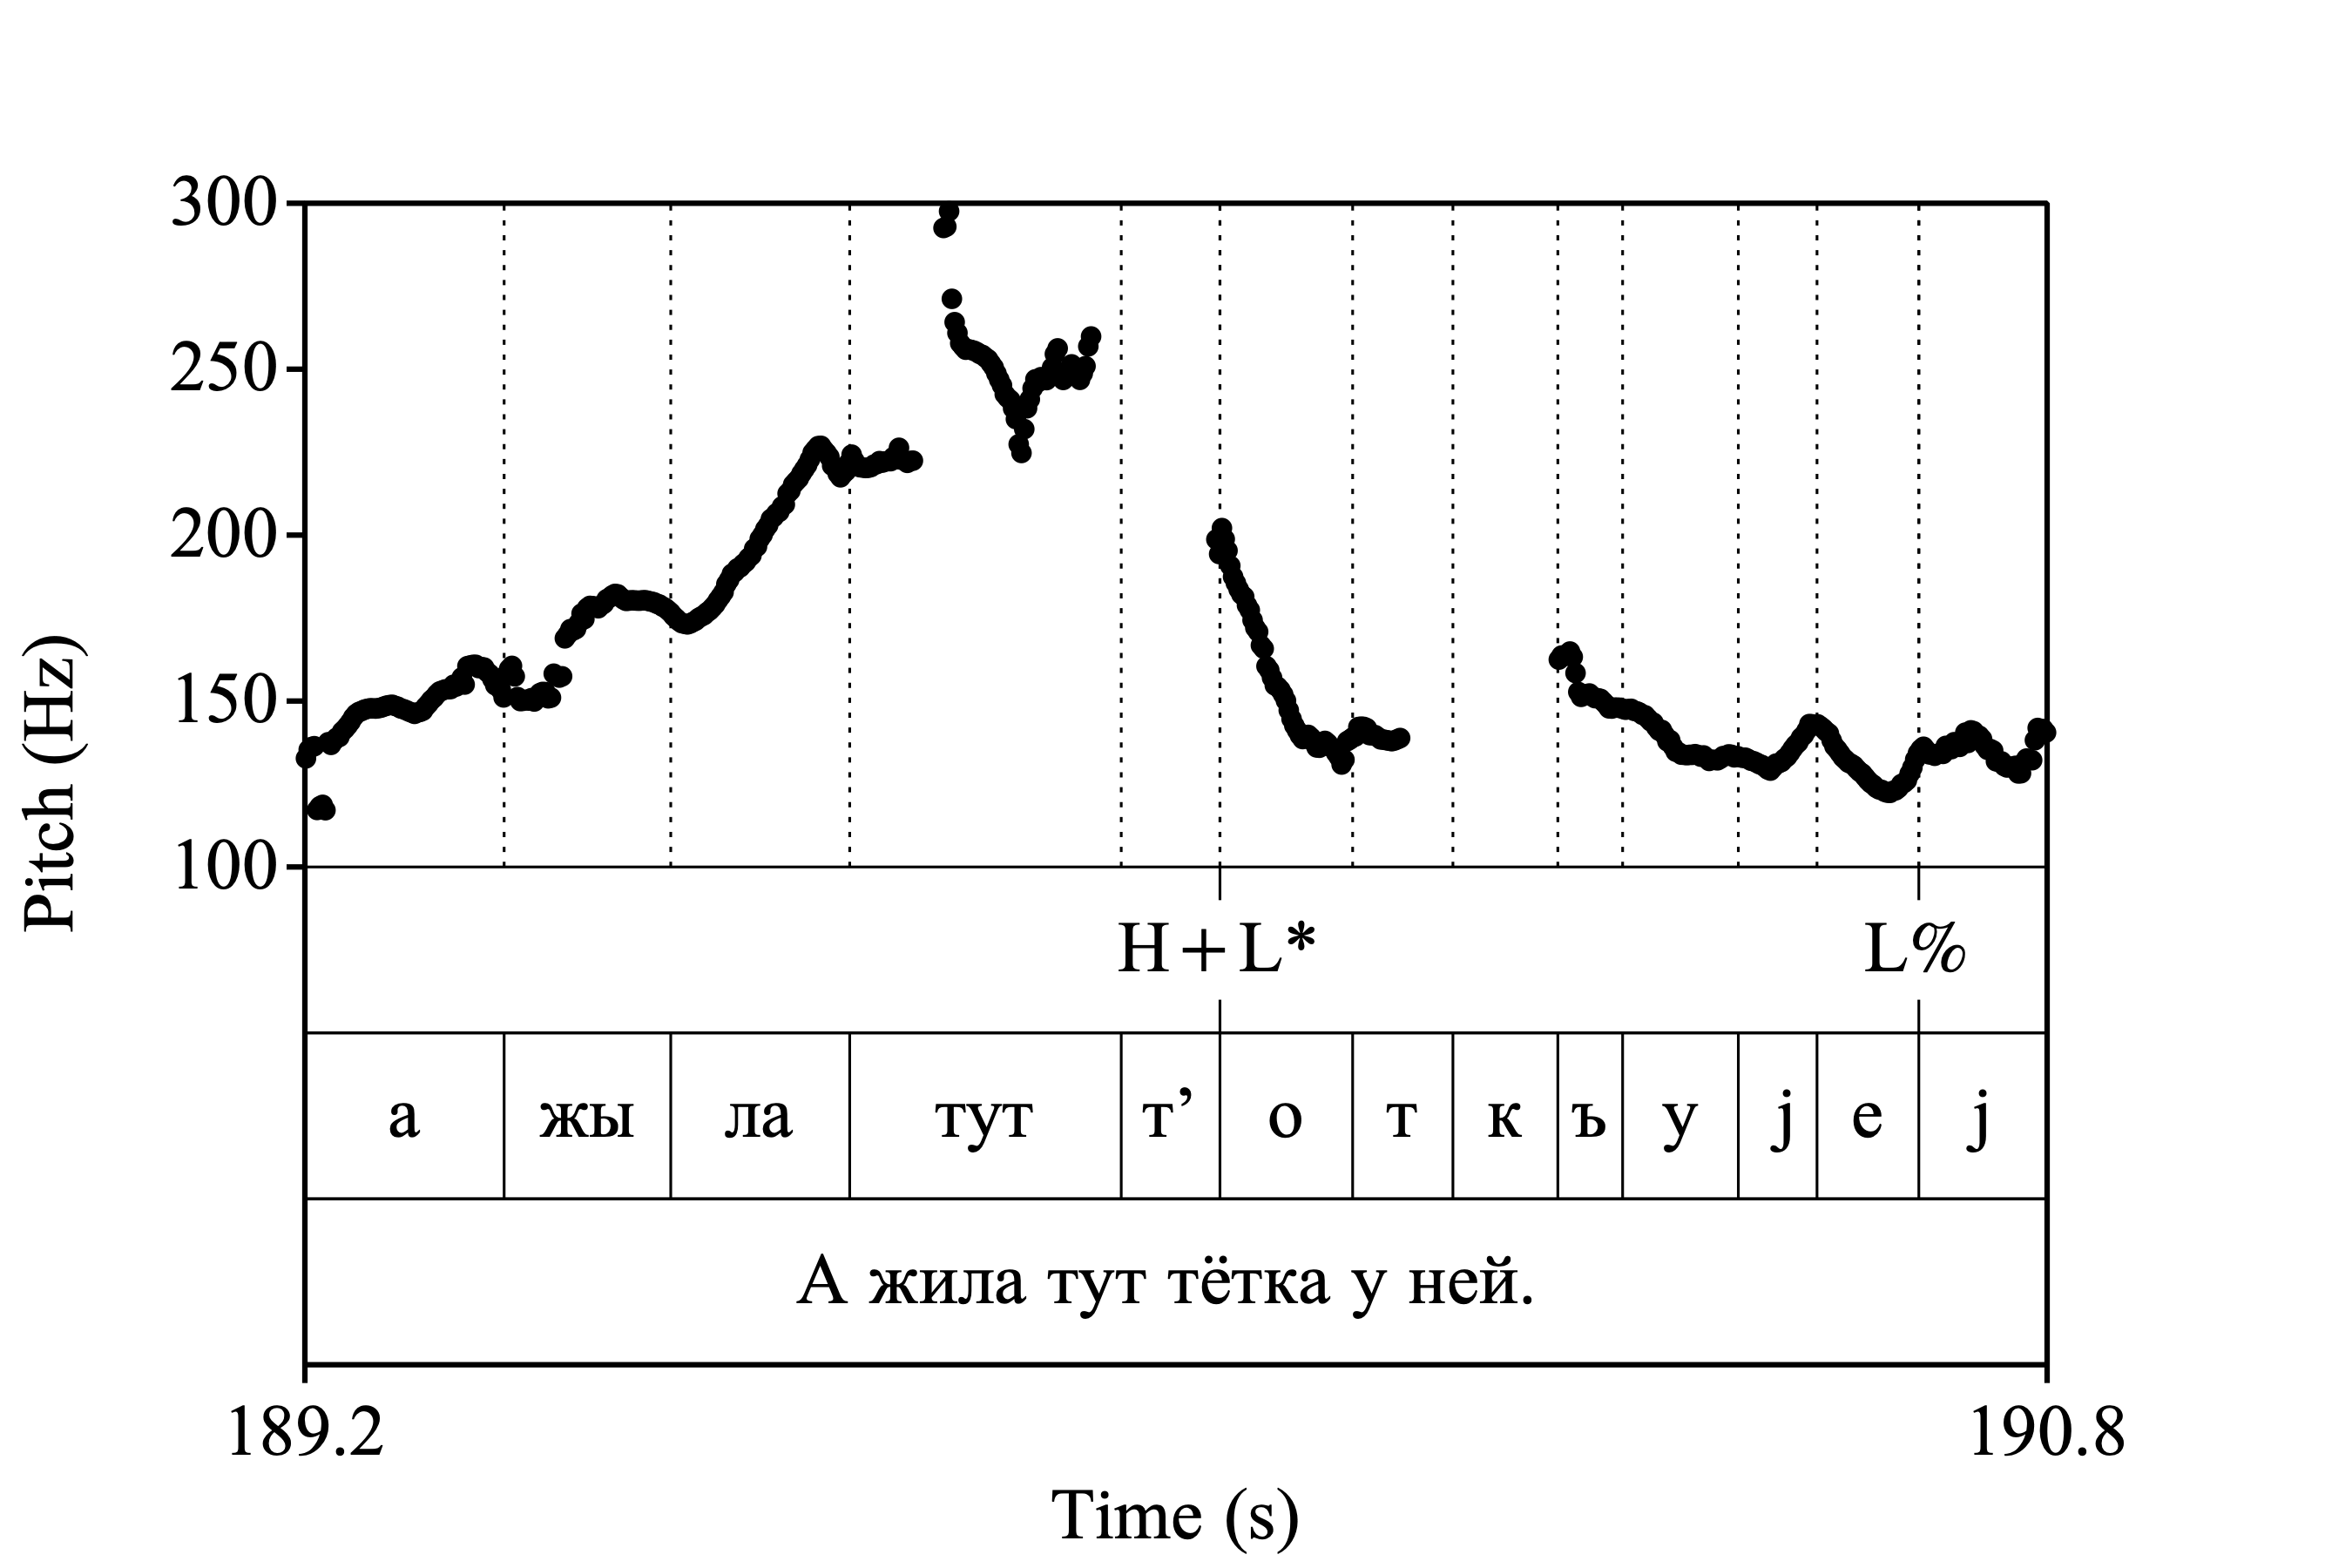 300
250
200
150
100
Pitch (Hz)
H+L* L%
а жы ла тут т’ о т к ъ у j е j
А жила тут тётка у ней.
189.2 190.8
Time (s)